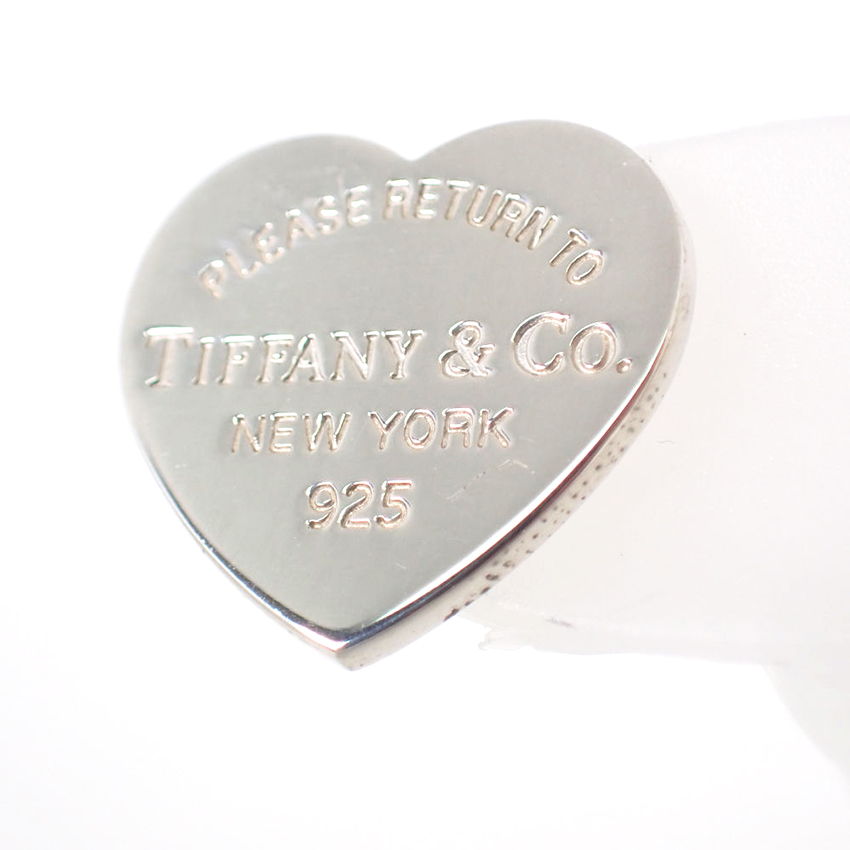 PLEASE RETURN TO
TIFFANY & CO.
NEW YORK
925